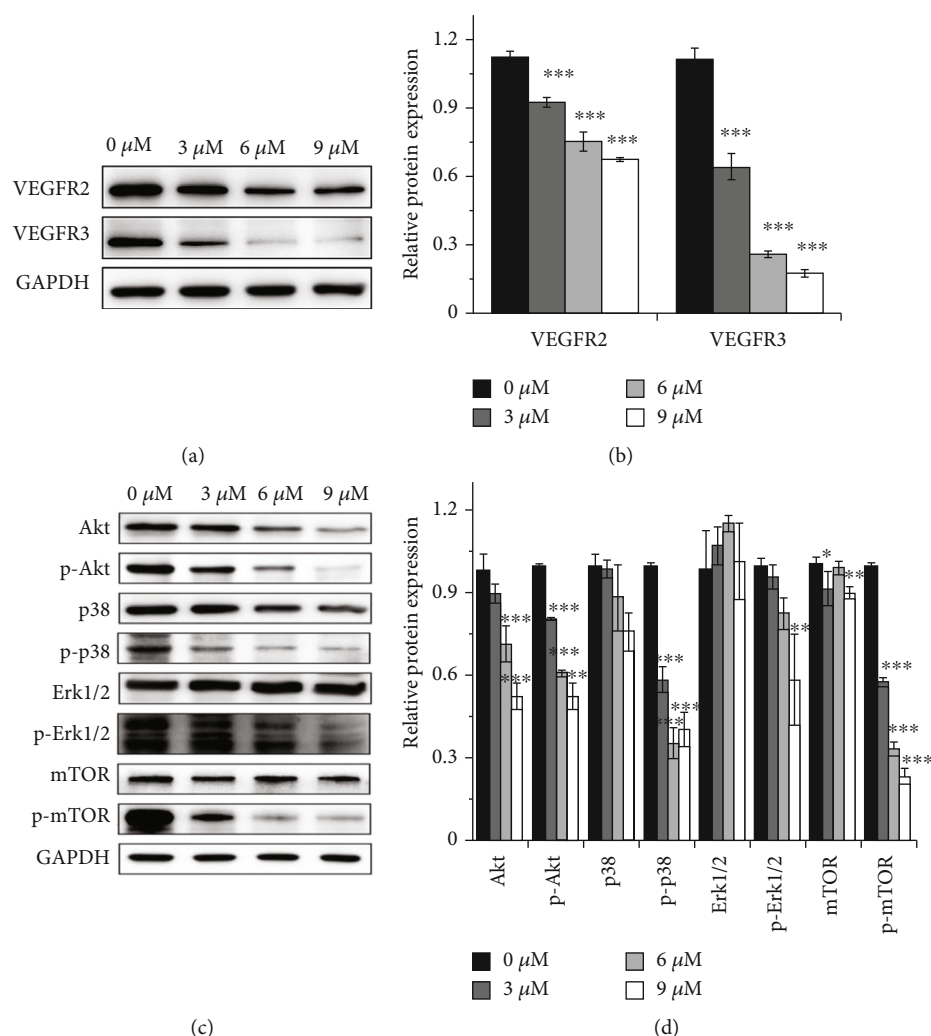 0 μM 3 μM 6 μM 9 μM
VEGFR2
VEGFR3
GAPDH
(a)
Relative protein expression
1.2
0.9
0.6
0.3
0
*** *** ***
*** *** ***
VEGFR2 VEGFR3
0 μM 6 μM
3 μM 9 μM
(b)
0 μM 3 μM 6 μM 9 μM
Akt
p-Akt
p38
p-p38
Erk1/2
p-Erk1/2
mTOR
p-mTOR
GAPDH
(c)
Relative protein expression
1.2
0.9
0.6
0.3
0
*** ***
*** *** **
*** *** ***
**
* **
*** *** ***
Akt p-Akt p38 p-p38 Erk1/2 p-Erk1/2 mTOR p-mTOR
0 μM 6 μM
3 μM 9 μM
(d)